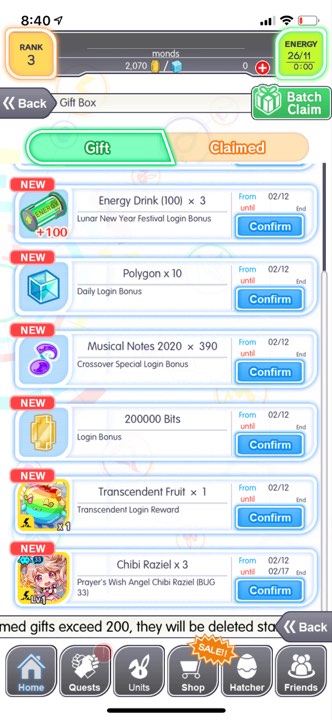 8:40
RANK
3
monds
2,070 / 0
ENERGY
26/11
0:00
Back
Gift Box
Batch
Claim
Gift
Claimed
NEW
ENERGY
+100
Energy Drink (100) × 3
Lunar New Year Festival Login Bonus
From 02/12
until End
Confirm
NEW
Polygon x 10
Daily Login Bonus
From 02/12
until End
Confirm
NEW
Musical Notes 2020 × 390
Crossover Special Login Bonus
From 02/12
until End
Confirm
NEW
200000 Bits
Login Bonus
From 02/12
until End
Confirm
NEW
x 1
Transcendent Fruit × 1
Transcendent Login Reward
From 02/12
until End
Confirm
NEW
33
Lv1
Chibi Raziel x 3
Prayer's Wish Angel Chibi Raziel (BUG
33)
From 02/12
until 02/17 End
Confirm
med gifts exceed 200, they will be deleted sta
Back
SALE!!
Home
Quests
Units
Shop
Hatcher
Friends